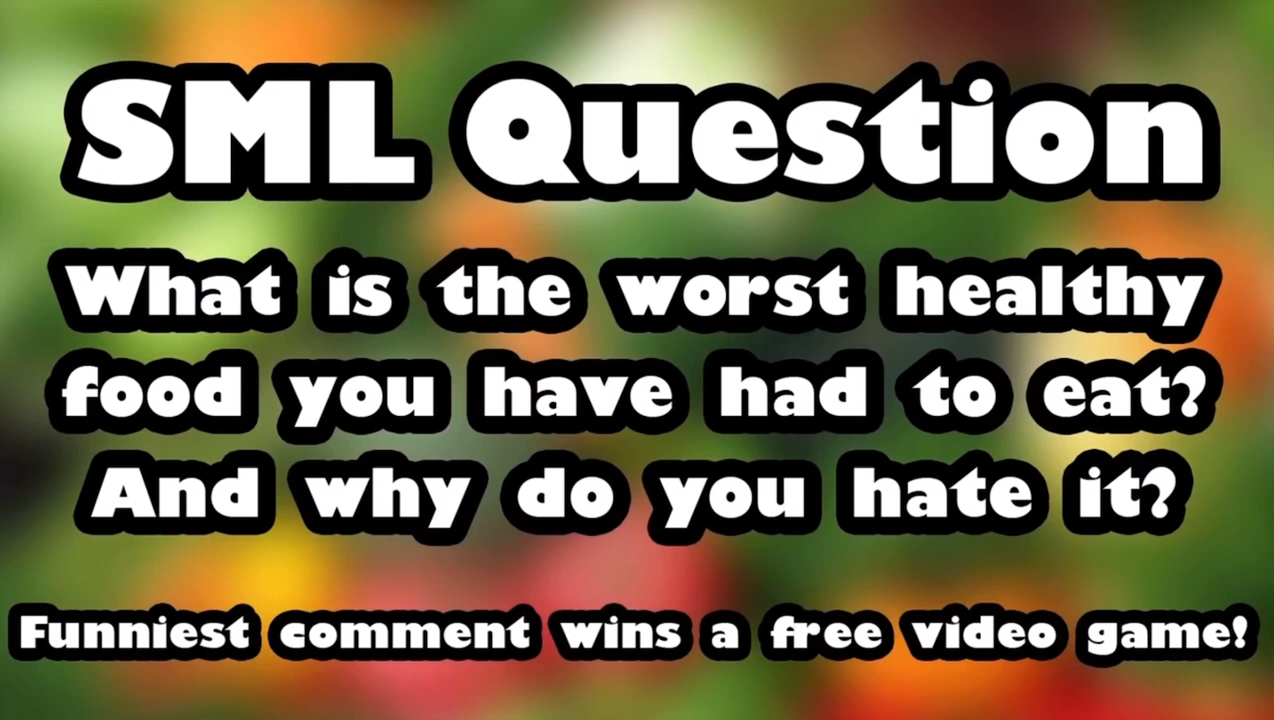 SML Question
What is the worst healthy
food you have had to eat?
And why do you hate it?
Funniest comment wins a free video game!